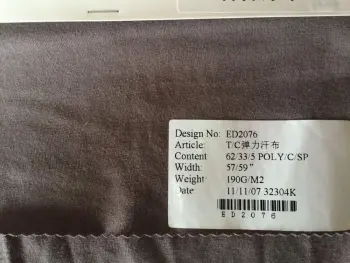 Design No: ED2076
Article: T/C弹力汗布
Content 62/33/5 POLY/C/SP
Width: 57/59"
Weight: 190G/M2
Date 11/11/07 32304K
ED2076